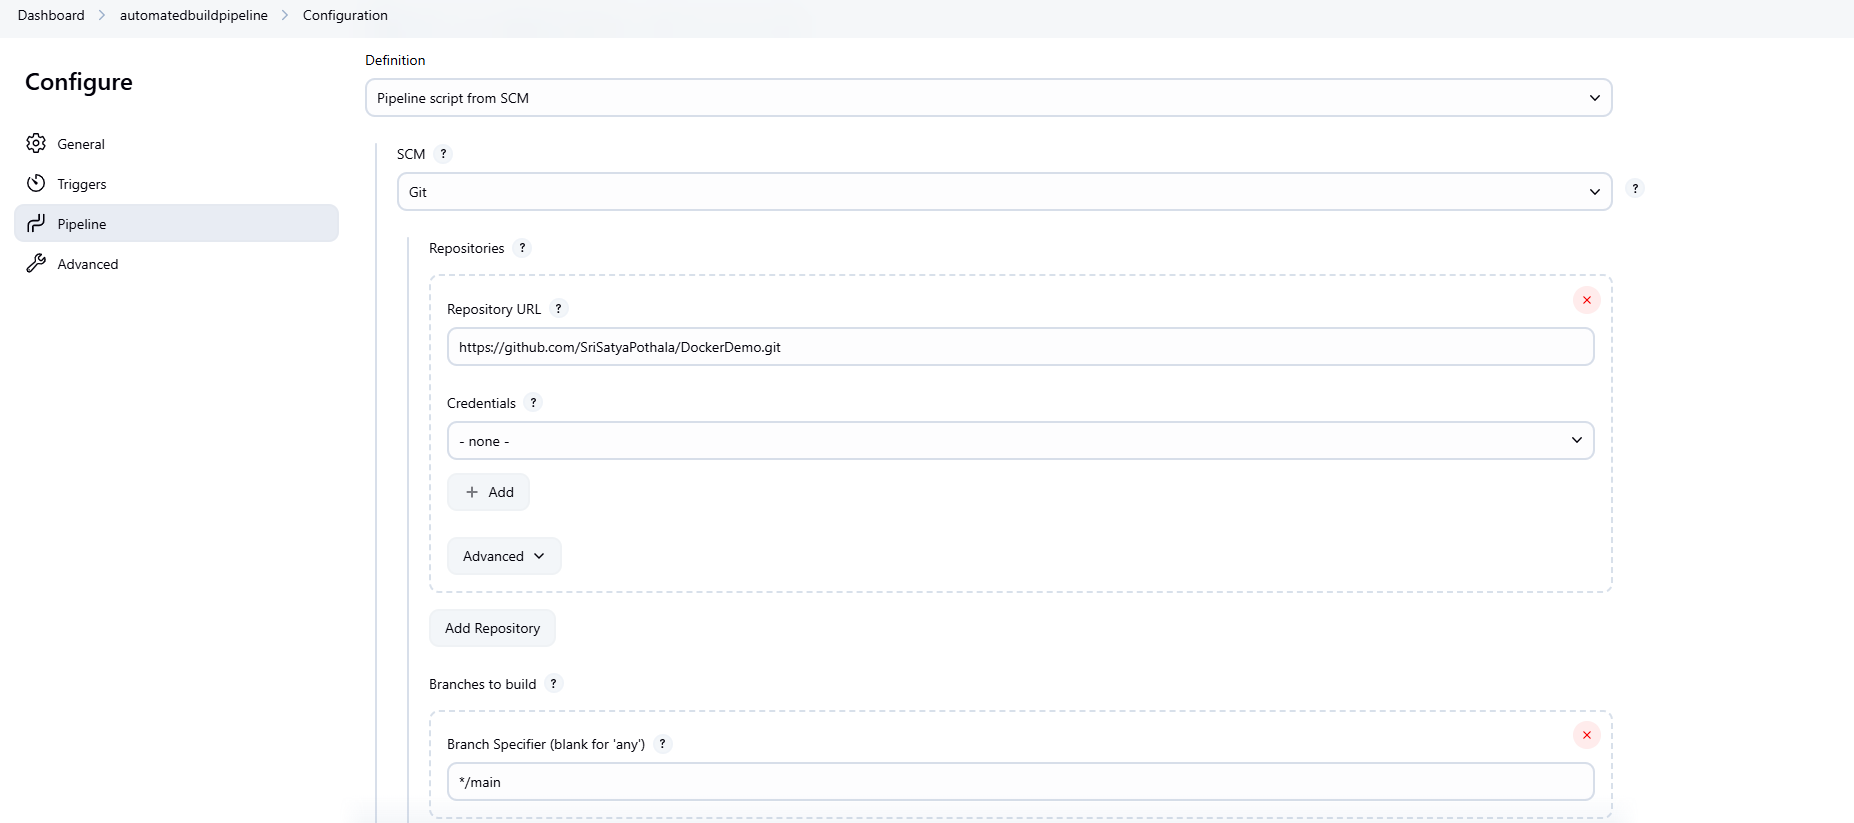 Dashboard > automatedbuildpipeline > Configuration
Configure
General
Triggers
Pipeline
Advanced
Definition
Pipeline script from SCM
SCM ?
Git
?
Repositories ?
Repository URL ?
https://github.com/SriSatyaPothala/DockerDemo.git
Credentials ?
- none -
+ Add
Advanced
Add Repository
Branches to build ?
Branch Specifier (blank for 'any') ?
*/main